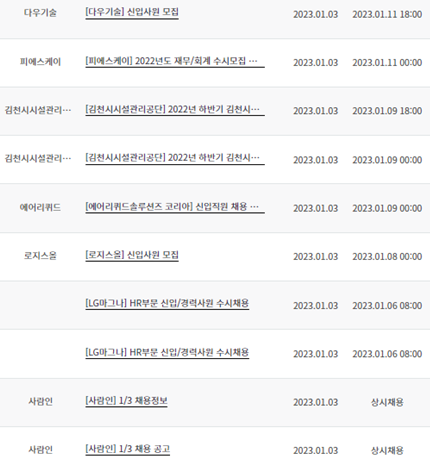 다우기술 [다우기술] 신입사원 모집 2023.01.03 2023.01.11 18:00
피에스케이 [피에스케이] 2022년도 재무/회계 수시모집 ··· 2023.01.03 2023.01.11 00:00
김천시시설관리··· [김천시시설관리공단] 2022년 하반기 김천시··· 2023.01.03 2023.01.09 18:00
김천시시설관리··· [김천시시설관리공단] 2022년 하반기 김천시··· 2023.01.03 2023.01.09 00:00
에어리퀴드 [에어리퀴드솔루션즈 코리아] 신입직원 채용 ··· 2023.01.03 2023.01.09 00:00
로지스올 [로지스올] 신입사원 모집 2023.01.03 2023.01.08 00:00
[LG마그나] HR부문 신입/경력사원 수시채용 2023.01.03 2023.01.06 08:00
[LG마그나] HR부문 신입/경력사원 수시채용 2023.01.03 2023.01.06 08:00
사람인 [사람인] 1/3 채용정보 2023.01.03 상시채용
사람인 [사람인] 1/3 채용 공고 2023.01.03 상시채용